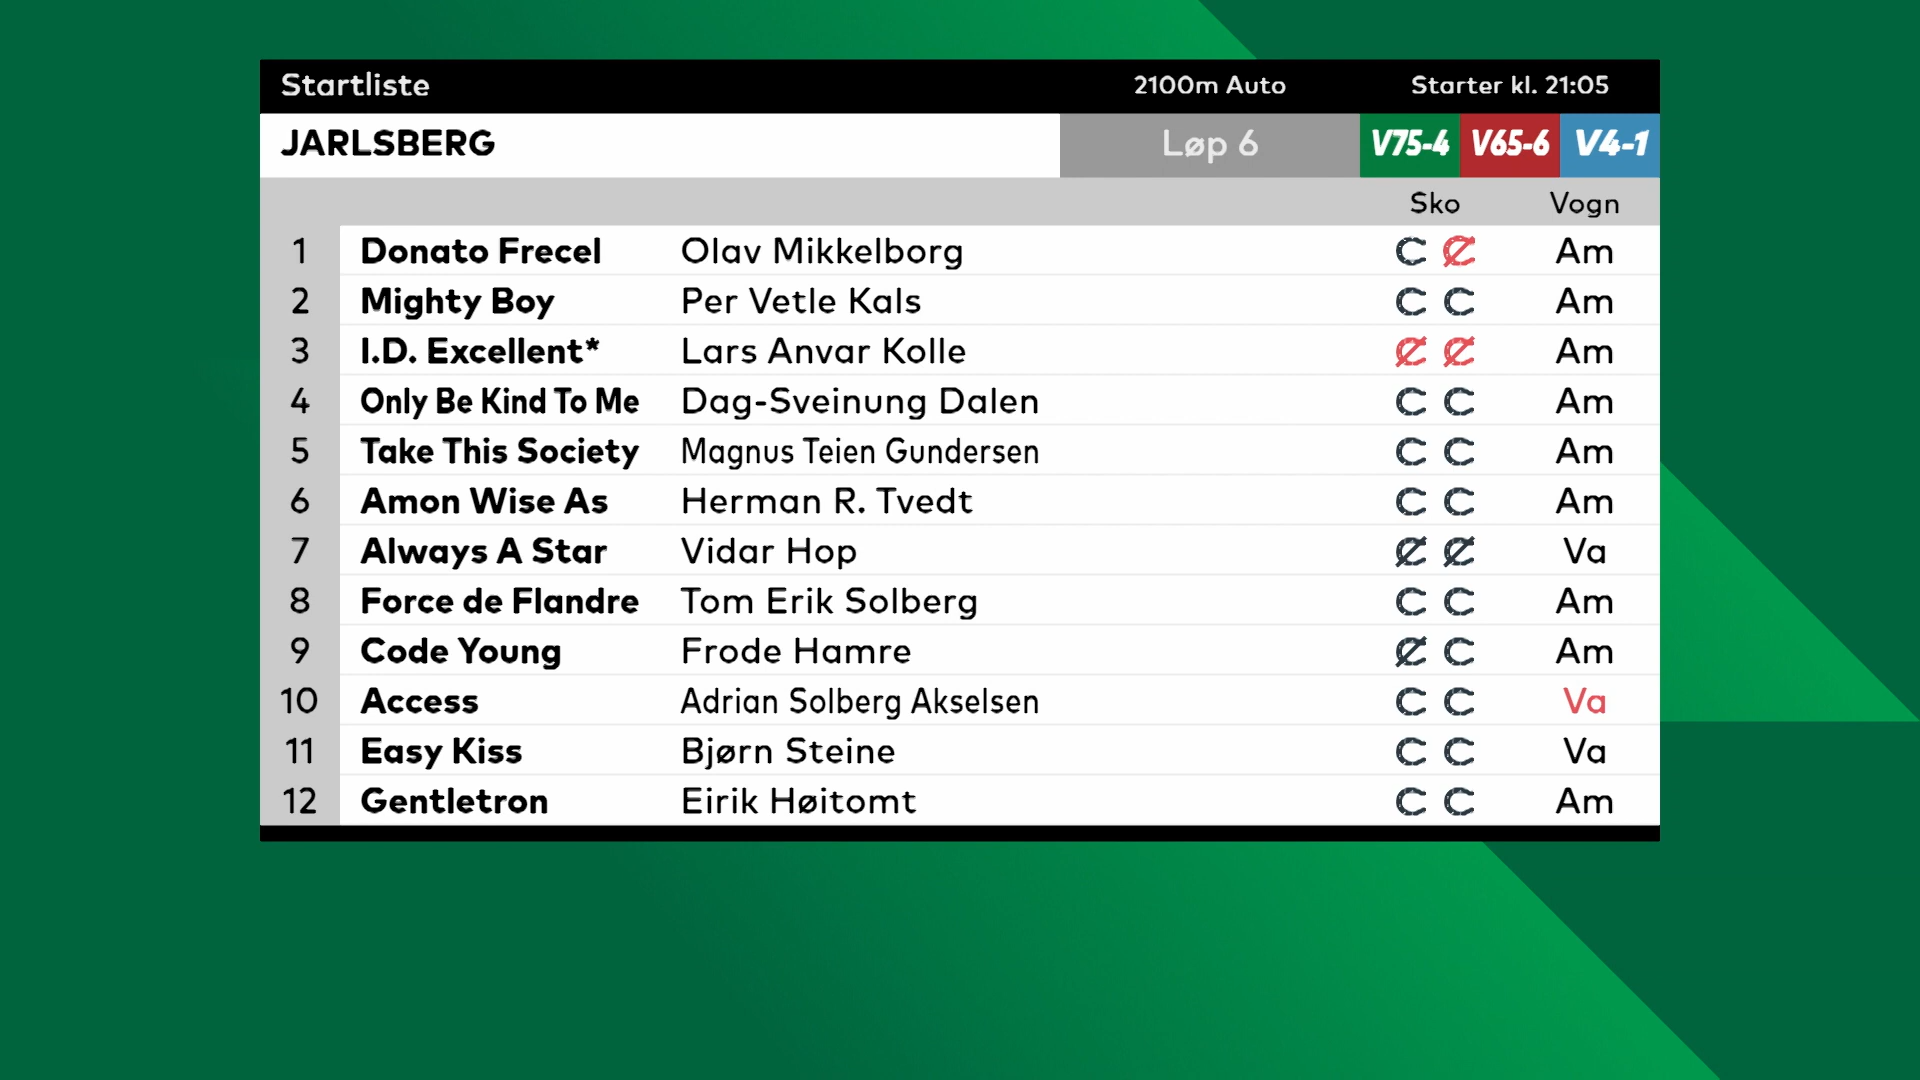 Startliste 2100m Auto Starter kl. 21:05
JARLSBERG Løp 6 V75-4 V65-6 V4-1
Sko Vogn
1 Donato Frecel Olav Mikkelborg Am
2 Mighty Boy Per Vetle Kals Am
3 I.D. Excellent* Lars Anvar Kolle Am
4 Only Be Kind To Me Dag-Sveinung Dalen Am
5 Take This Society Magnus Teien Gundersen Am
6 Amon Wise As Herman R. Tvedt Am
7 Always A Star Vidar Hop Va
8 Force de Flandre Tom Erik Solberg Am
9 Code Young Frode Hamre Am
10 Access Adrian Solberg Akselsen Va
11 Easy Kiss Bjørn Steine Va
12 Gentletron Eirik Høitomt Am